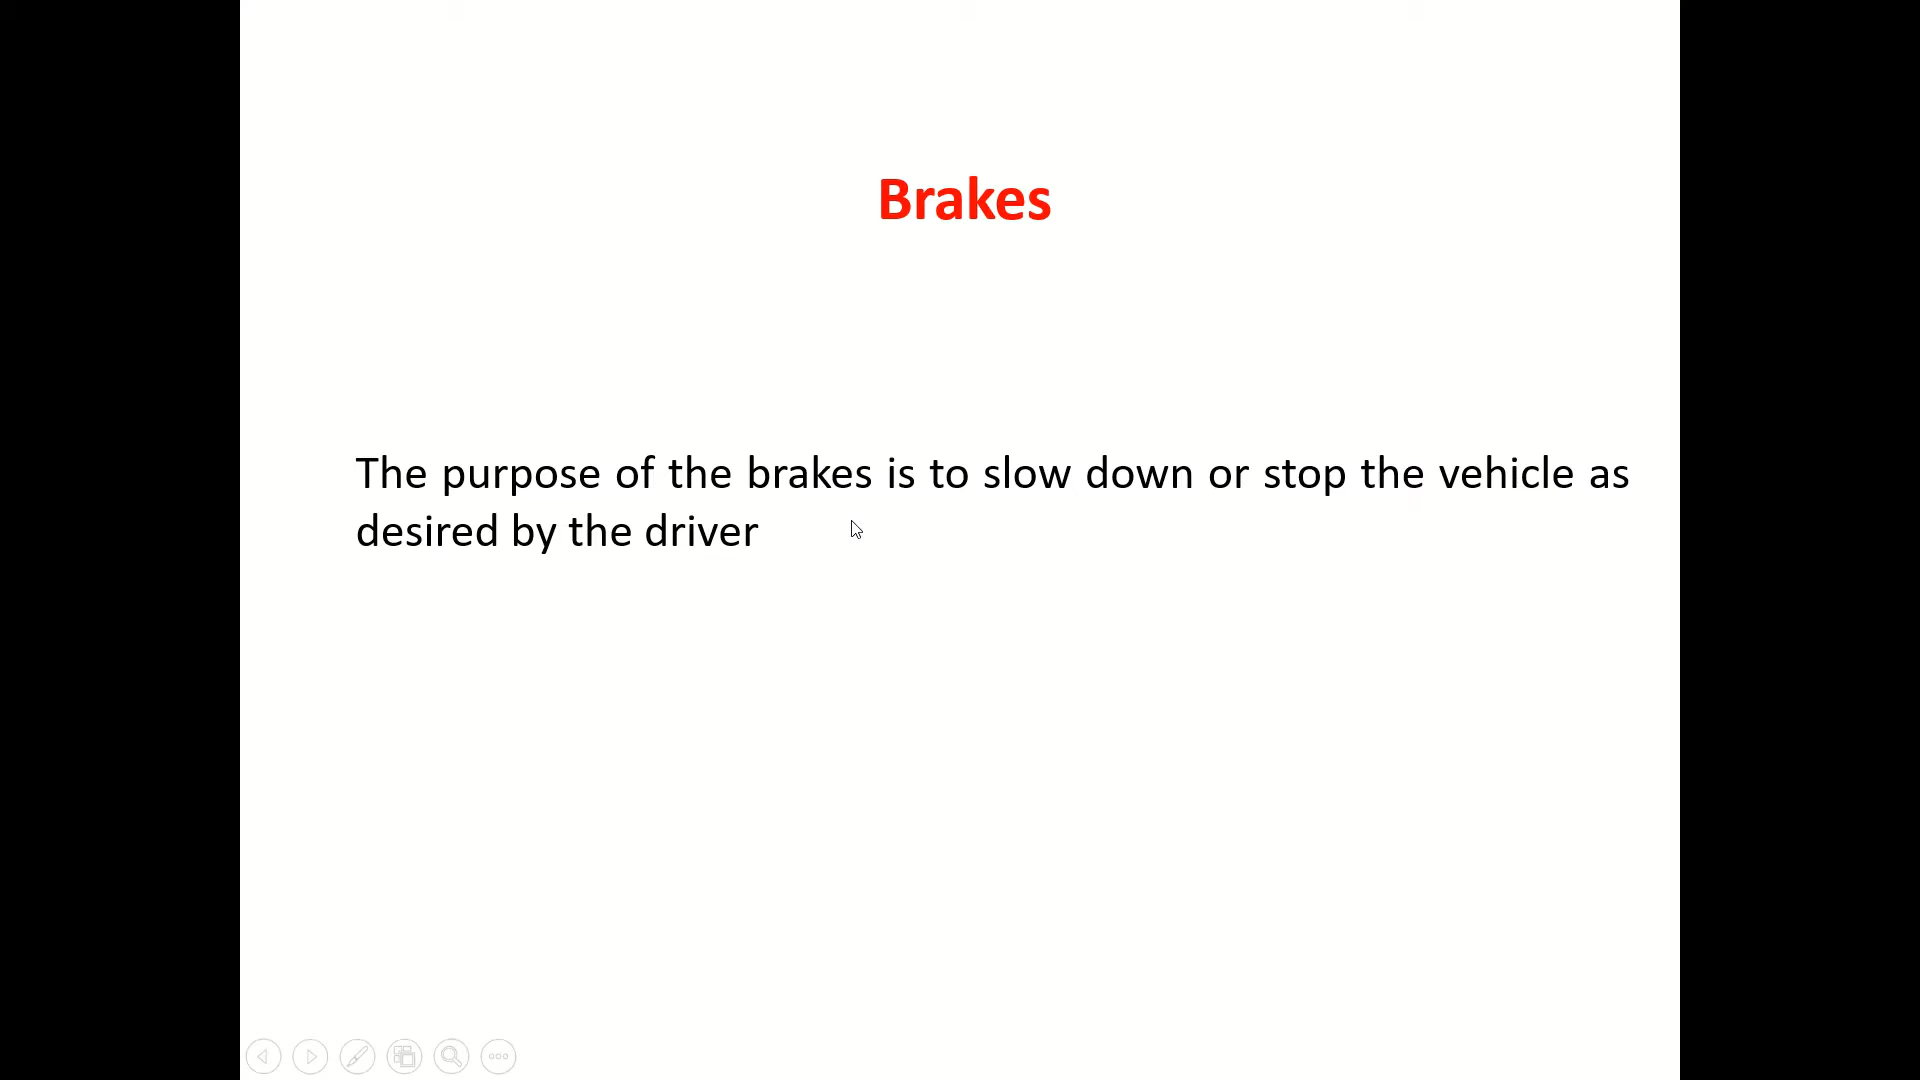 Brakes
The purpose of the brakes is to slow down or stop the vehicle as
desired by the driver